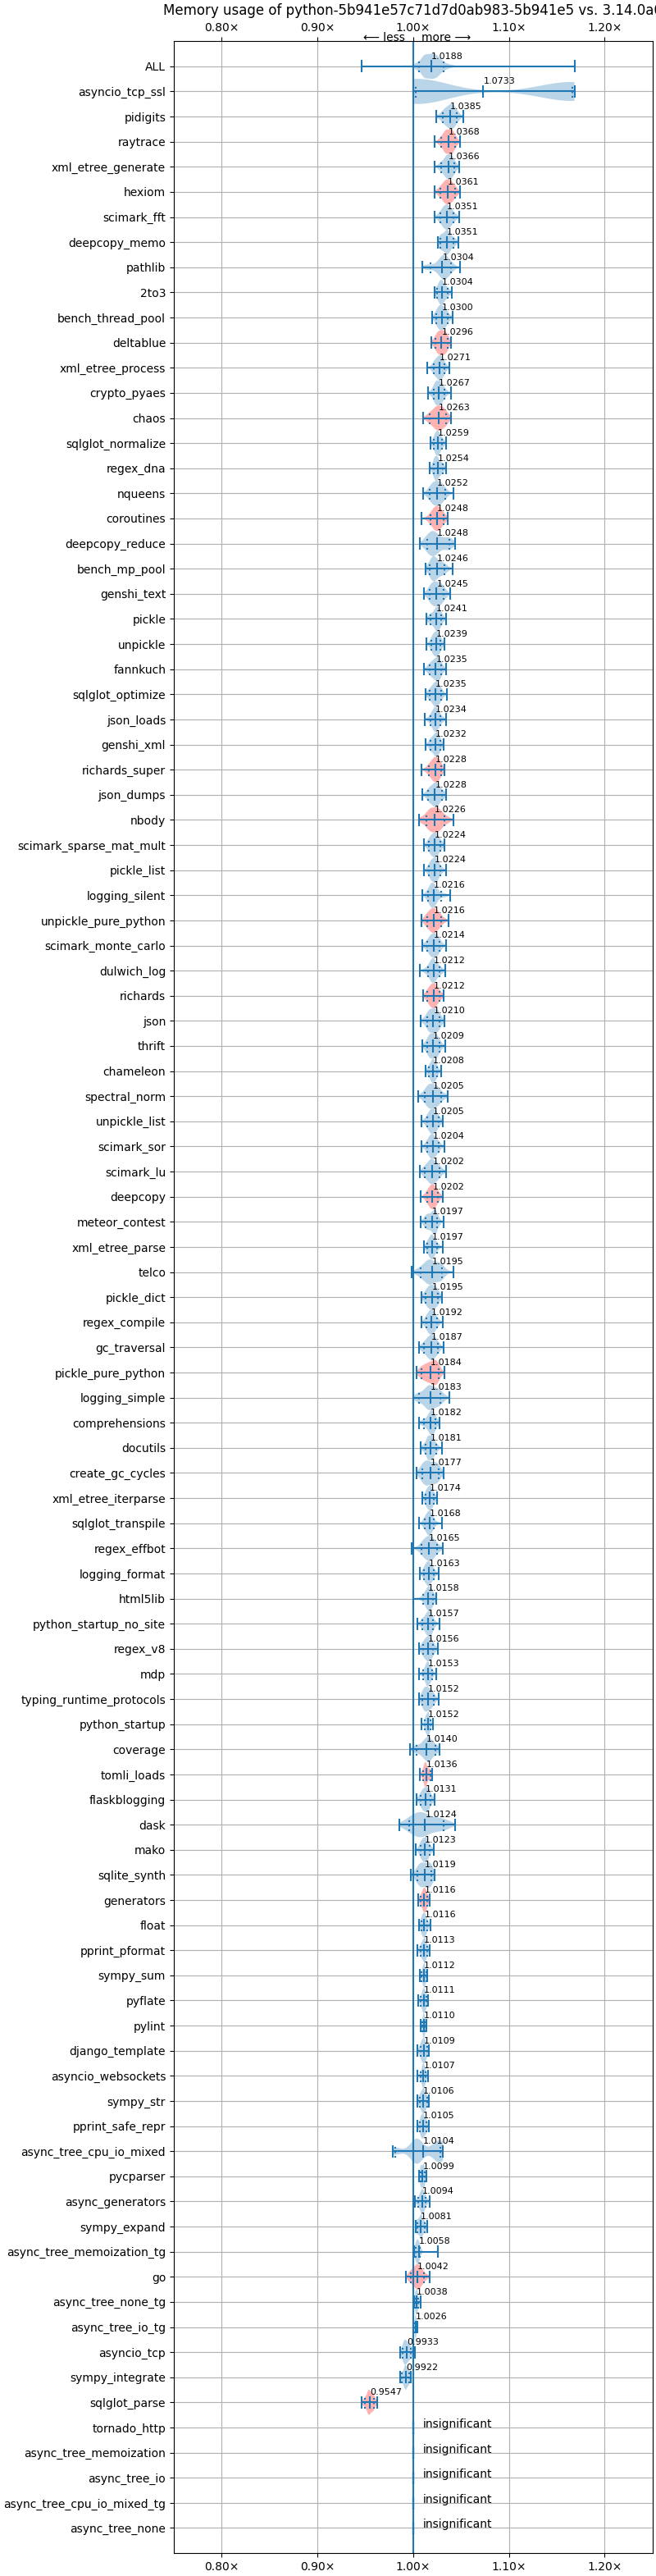 Memory usage of python-5b941e57c71d7d0ab983-5b941e5 vs. 3.14.0a
0.80× 0.90× 1.00× 1.10× 1.20×
⟵ less more ⟶
ALL 1.0188
asyncio_tcp_ssl 1.0733
pidigits 1.0385
raytrace 1.0368
xml_etree_generate 1.0366
hexiom 1.0361
scimark_fft 1.0351
deepcopy_memo 1.0351
pathlib 1.0304
2to3 1.0304
bench_thread_pool 1.0300
deltablue 1.0296
xml_etree_process 1.0271
crypto_pyaes 1.0267
chaos 1.0263
sqlglot_normalize 1.0259
regex_dna 1.0254
nqueens 1.0252
coroutines 1.0248
deepcopy_reduce 1.0248
bench_mp_pool 1.0246
genshi_text 1.0245
pickle 1.0241
unpickle 1.0239
fannkuch 1.0235
sqlglot_optimize 1.0235
json_loads 1.0234
genshi_xml 1.0232
richards_super 1.0228
json_dumps 1.0228
nbody 1.0226
scimark_sparse_mat_mult 1.0224
pickle_list 1.0224
logging_silent 1.0216
unpickle_pure_python 1.0216
scimark_monte_carlo 1.0214
dulwich_log 1.0212
richards 1.0212
json 1.0210
thrift 1.0209
chameleon 1.0208
spectral_norm 1.0205
unpickle_list 1.0205
scimark_sor 1.0204
scimark_lu 1.0202
deepcopy 1.0202
meteor_contest 1.0197
xml_etree_parse 1.0197
telco 1.0195
pickle_dict 1.0195
regex_compile 1.0192
gc_traversal 1.0187
pickle_pure_python 1.0184
logging_simple 1.0183
comprehensions 1.0182
docutils 1.0181
create_gc_cycles 1.0177
xml_etree_iterparse 1.0174
sqlglot_transpile 1.0168
regex_effbot 1.0165
logging_format 1.0163
html5lib 1.0158
python_startup_no_site 1.0157
regex_v8 1.0156
mdp 1.0153
typing_runtime_protocols 1.0152
python_startup 1.0152
coverage 1.0140
tomli_loads 1.0136
flaskblogging 1.0131
dask 1.0124
mako 1.0123
sqlite_synth 1.0119
generators 1.0116
float 1.0116
pprint_pformat 1.0113
sympy_sum 1.0112
pyflate 1.0111
pylint 1.0110
django_template 1.0109
asyncio_websockets 1.0107
sympy_str 1.0106
pprint_safe_repr 1.0105
async_tree_cpu_io_mixed 1.0104
pycparser 1.0099
async_generators 1.0094
sympy_expand 1.0081
async_tree_memoization_tg 1.0058
go 1.0042
async_tree_none_tg 1.0038
async_tree_io_tg 1.0026
asyncio_tcp 0.9933
sympy_integrate 0.9922
sqlglot_parse 0.9547
tornado_http insignificant
async_tree_memoization insignificant
async_tree_io insignificant
async_tree_cpu_io_mixed_tg insignificant
async_tree_none insignificant
0.80× 0.90× 1.00× 1.10× 1.20×